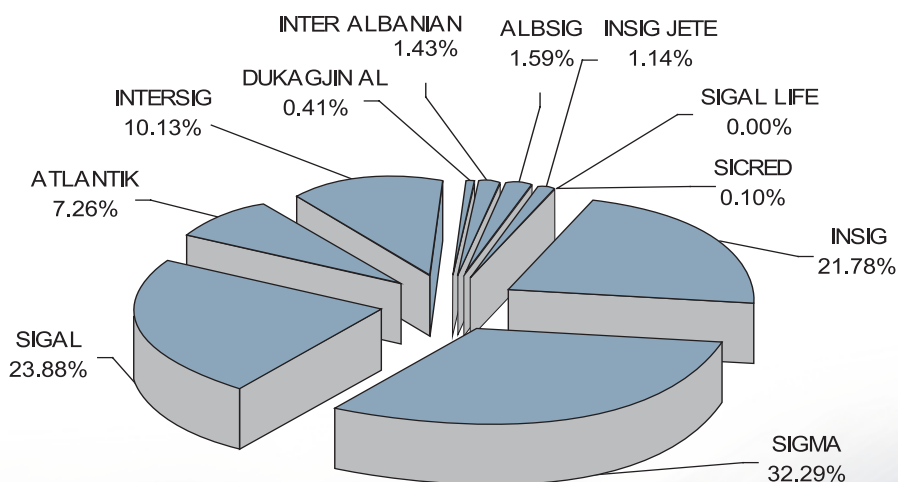 INTER ALBANIAN
1.43%
ALBSIG
1.59%
INSIG JETE
1.14%
DUKAGJIN AL
0.41%
SIGAL LIFE
0.00%
INTERSIG
10.13%
SICRED
0.10%
ATLANTIK
7.26%
INSIG
21.78%
SIGAL
23.88%
SIGMA
32.29%